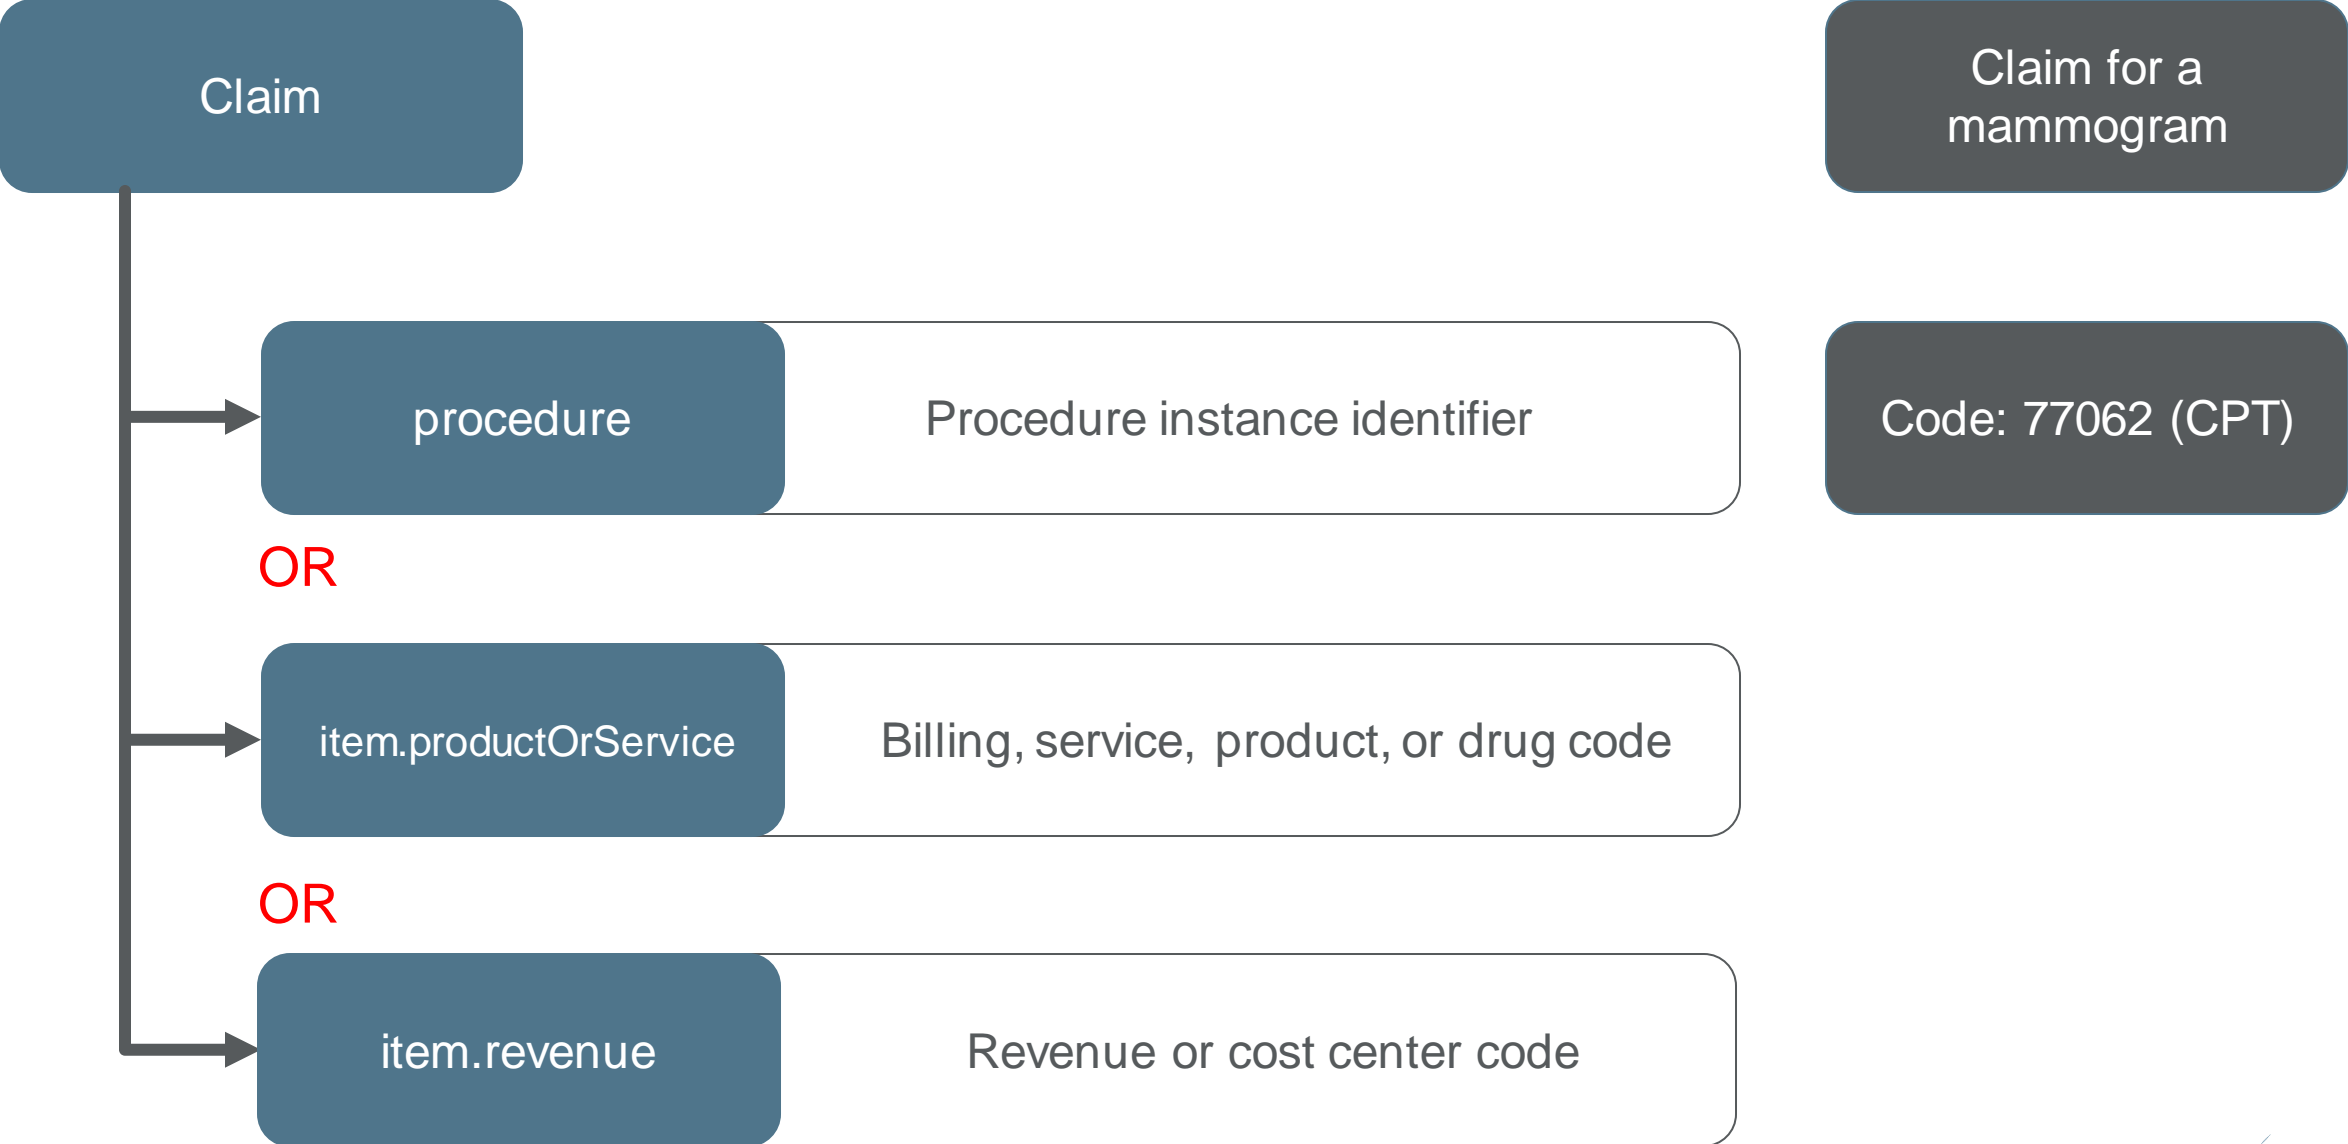 Claim
Claim for a
mammogram
procedure
Procedure instance identifier
Code: 77062 (CPT)
OR
item.productOrService
Billing, service, product, or drug code
OR
item.revenue
Revenue or cost center code